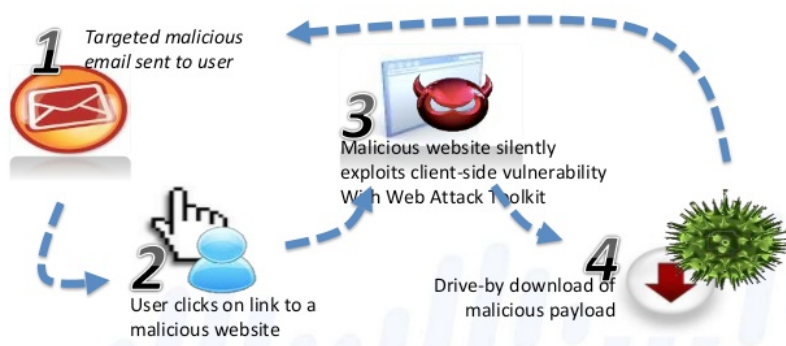 1
Targeted malicious
email sent to user
2
User clicks on link to a
malicious website
3
Malicious website silently
exploits client-side vulnerability
With Web Attack Toolkit
4
Drive-by download of
malicious payload